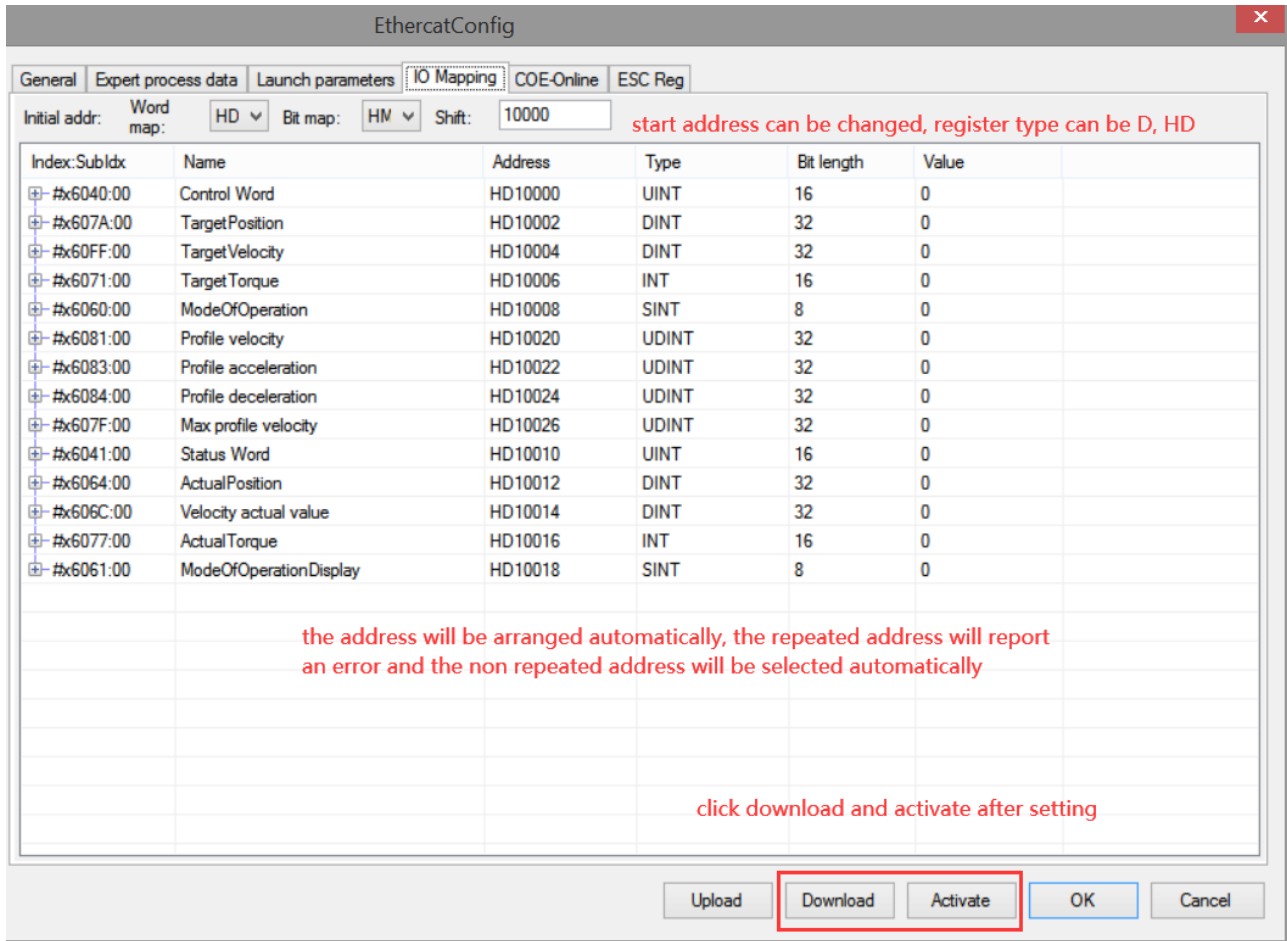 EthercatConfig
General Expert process data Launch parameters IO Mapping COE-Online ESC Reg
Initial addr: Word map: HD Bit map: HM Shift: 10000
start address can be changed, register type can be D, HD
Index:SubIdx Name Address Type Bit length Value
#x6040:00 Control Word HD10000 UINT 16 0
#x607A:00 TargetPosition HD10002 DINT 32 0
#x60FF:00 TargetVelocity HD10004 DINT 32 0
#x6071:00 TargetTorque HD10006 INT 16 0
#x6060:00 ModeOfOperation HD10008 SINT 8 0
#x6081:00 Profile velocity HD10020 UDINT 32 0
#x6083:00 Profile acceleration HD10022 UDINT 32 0
#x6084:00 Profile deceleration HD10024 UDINT 32 0
#x607F:00 Max profile velocity HD10026 UDINT 32 0
#x6041:00 Status Word HD10010 UINT 16 0
#x6064:00 ActualPosition HD10012 DINT 32 0
#x606C:00 Velocity actual value HD10014 DINT 32 0
#x6077:00 ActualTorque HD10016 INT 16 0
#x6061:00 ModeOfOperationDisplay HD10018 SINT 8 0
the address will be arranged automatically, the repeated address will report
an error and the non repeated address will be selected automatically
click download and activate after setting
Upload Download Activate OK Cancel